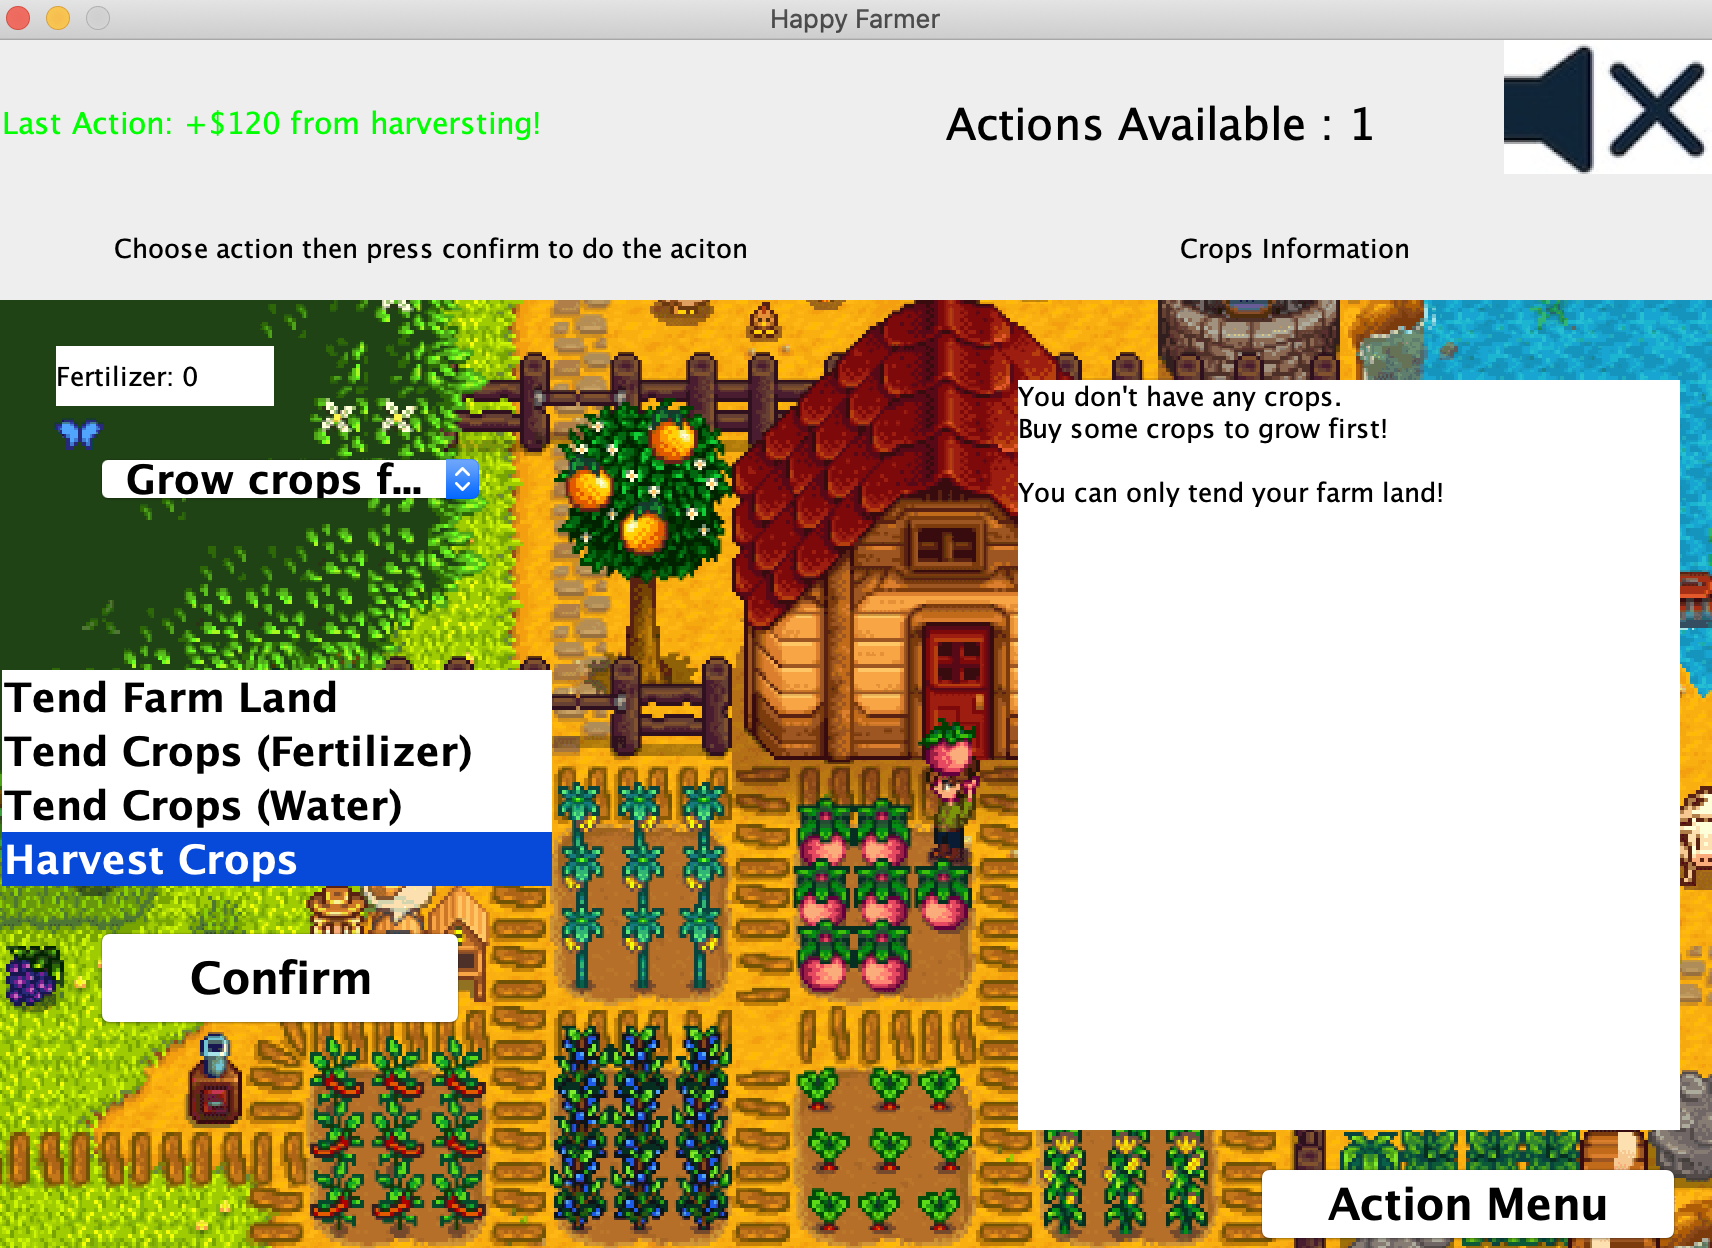 Happy Farmer
Last Action: +$120 from harversting!
Actions Available : 1
Choose action then press confirm to do the aciton
Crops Information
Fertilizer: 0
Grow crops f...
You don't have any crops.
Buy some crops to grow first!
You can only tend your farm land!
Tend Farm Land
Tend Crops (Fertilizer)
Tend Crops (Water)
Harvest Crops
Confirm
Action Menu